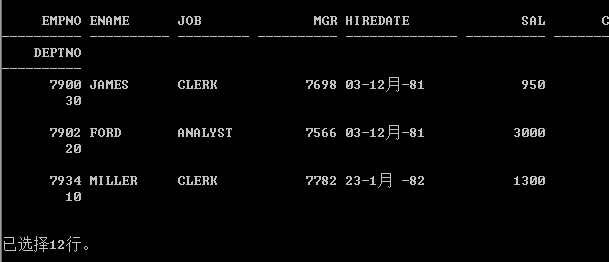 EMPNO ENAME JOB MGR HIREDATE SAL C
DEPTNO
7900 JAMES CLERK 7698 03-12月-81 950
30
7902 FORD ANALYST 7566 03-12月-81 3000
20
7934 MILLER CLERK 7782 23-1月 -82 1300
10
已选择12行。